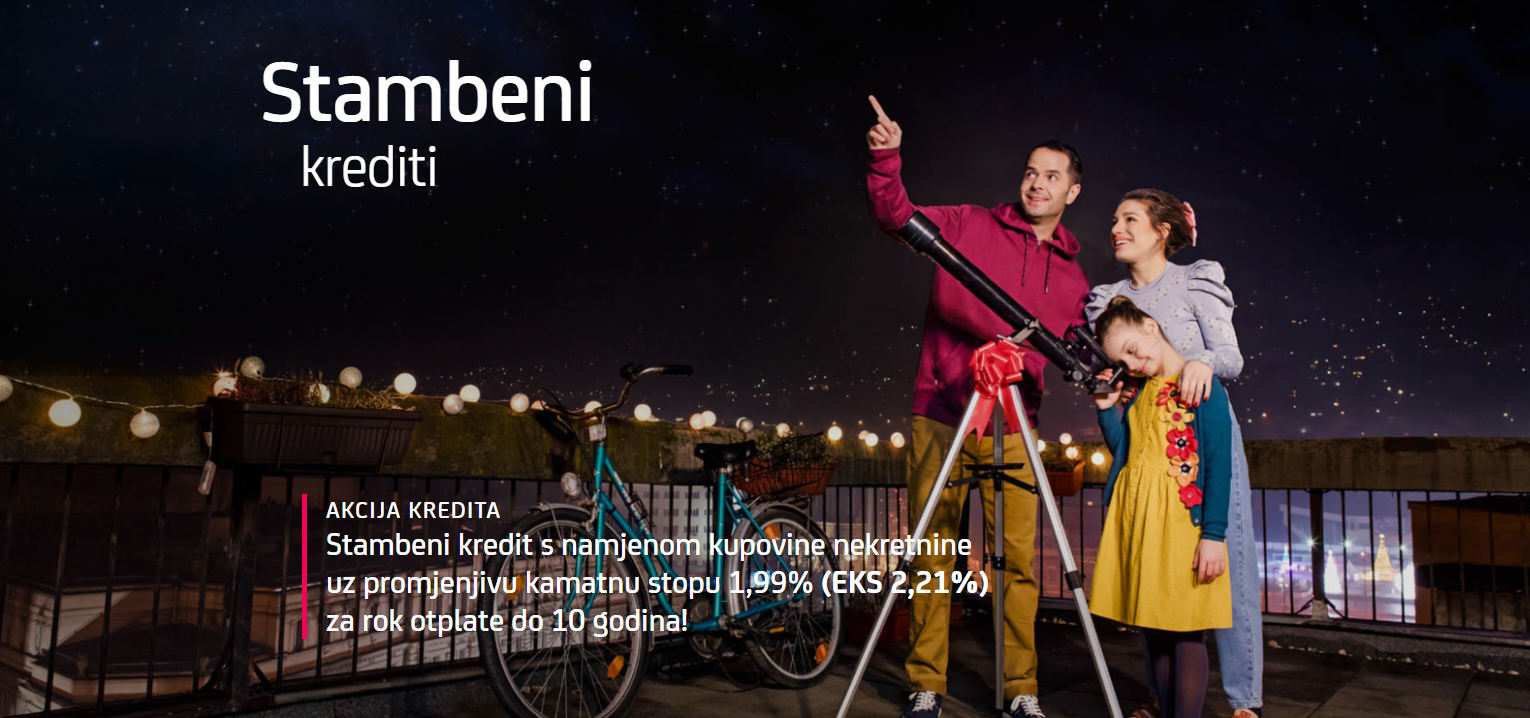 Stambeni
krediti
AKCIJA KREDITA
Stambeni kredit s namjenom kupovine nekretnine
uz promjenjivu kamatnu stopu 1,99% (EKS 2,21%)
za rok otplate do 10 godina!